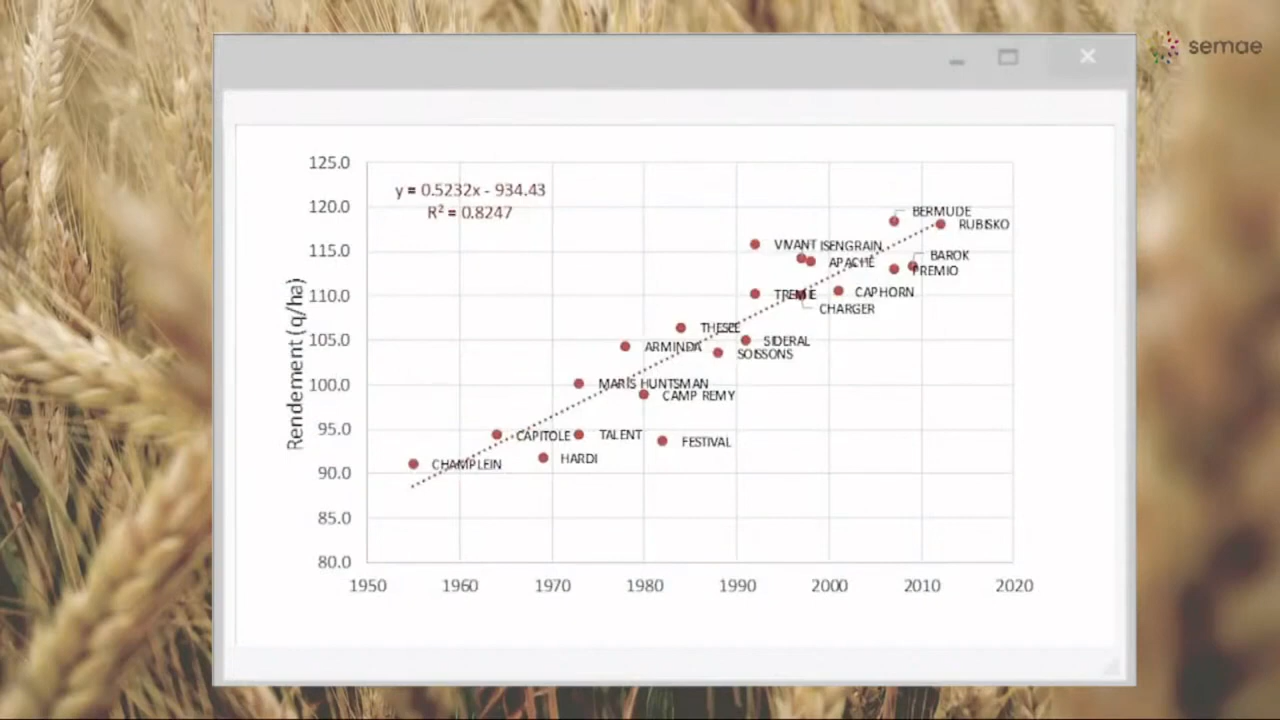 semae
125.0
y = 0.5232x - 934.43
R² = 0.8247
120.0
BERMUDE
RUBISKO
115.0
VIVANT ISENGRAIN
BAROK
APACHE
PREMIO
110.0
TREMIE
CAPHORN
CHARGER
105.0
THESEE
SIDERAL
ARMINDA
SOISSONS
100.0
MARIS HUNTSMAN
CAMP REMY
95.0
CAPITOLE
TALENT
FESTIVAL
90.0
CHAMPLEIN
HARDI
85.0
80.0
Rendement (q/ha)
1950 1960 1970 1980 1990 2000 2010 2020